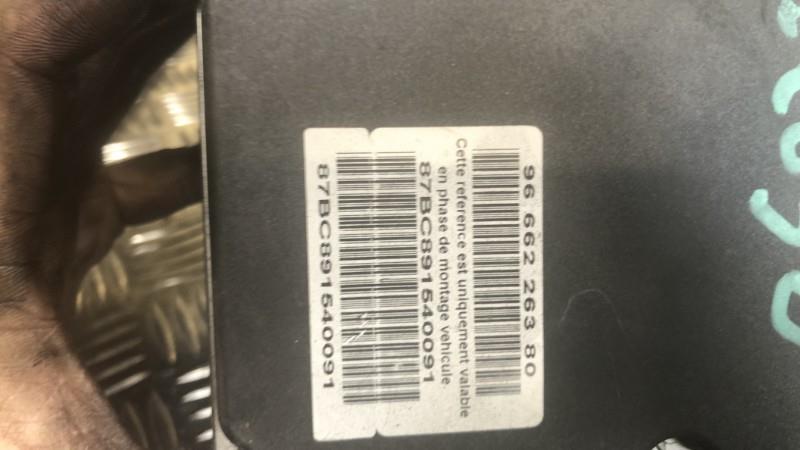 96 662 263 80
Cette reference est uniquement valable
en phase de montage vehicule.
87BC891540091
87BC891540091